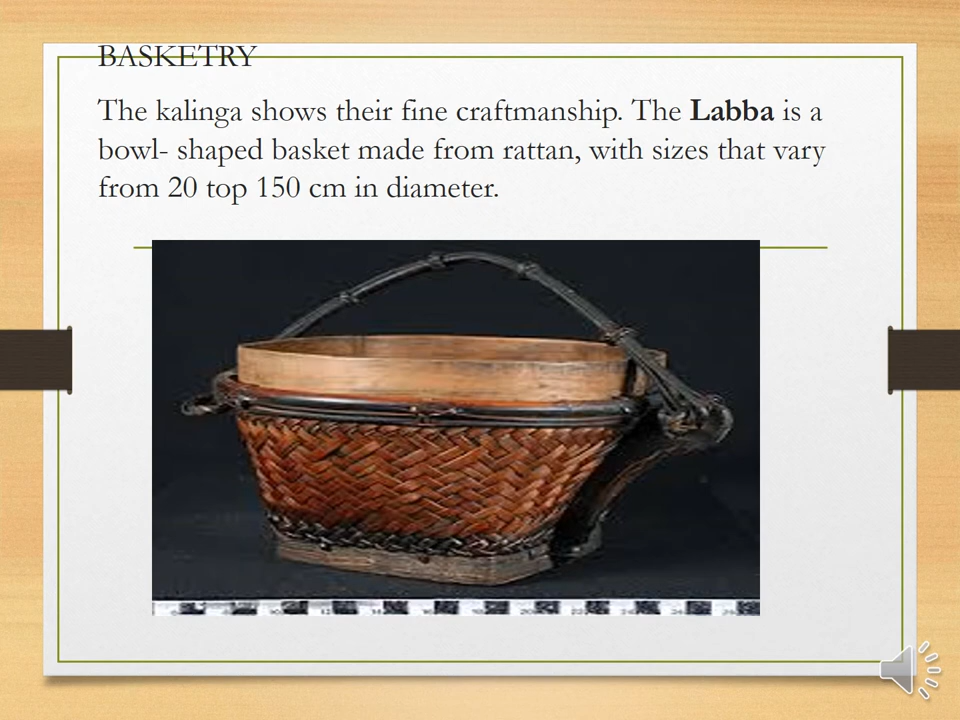 BASKETRY
The kalinga shows their fine craftmanship. The Labba is a
bowl- shaped basket made from rattan, with sizes that vary
from 20 top 150 cm in diameter.